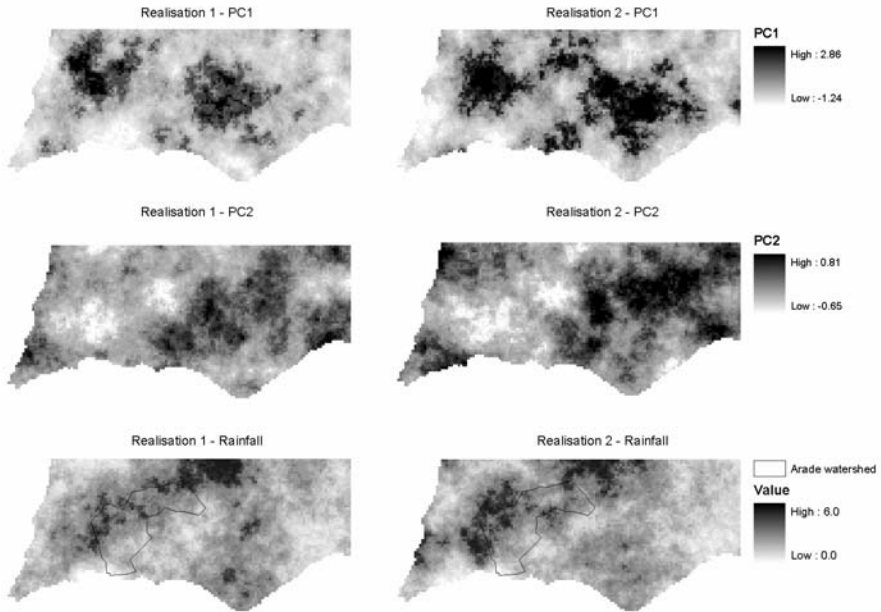 Realisation 1 - PC1
Realisation 2 - PC1
PC1
High : 2.86
Low : -1.24
Realisation 1 - PC2
Realisation 2 - PC2
PC2
High : 0.81
Low : -0.65
Realisation 1 - Rainfall
Realisation 2 - Rainfall
Arade watershed
Value
High : 6.0
Low : 0.0